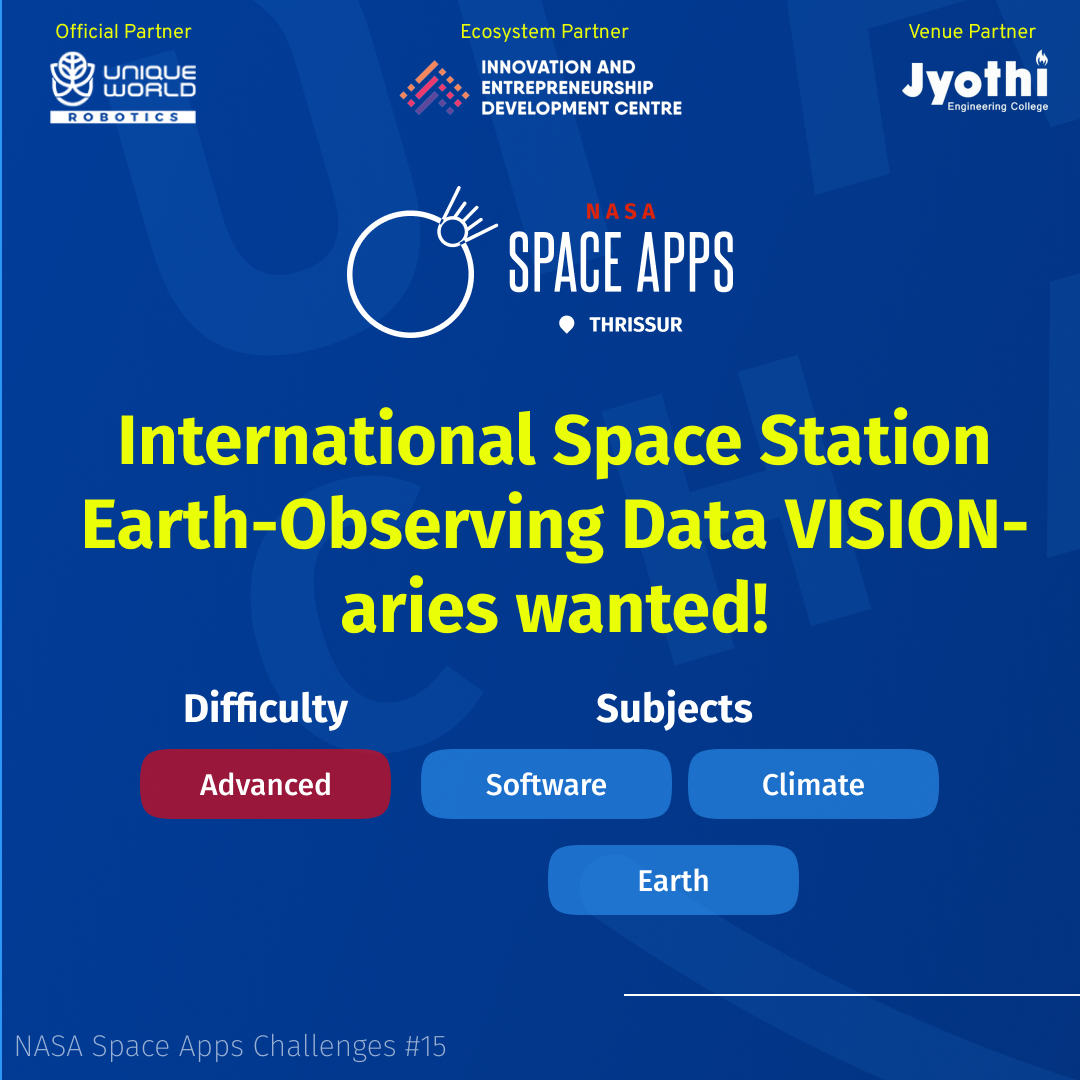 Official Partner
UNIQUE
WORLD
ROBOTICS
Ecosystem Partner
INNOVATION AND
ENTREPRENEURSHIP
DEVELOPMENT CENTRE
Venue Partner
Jyothi
Engineering College
NASA
SPACE APPS
THRISSUR
International Space Station
Earth-Observing Data VISION-
aries wanted!
Difficulty
Subjects
Advanced
Software
Climate
Earth
NASA Space Apps Challenges #15